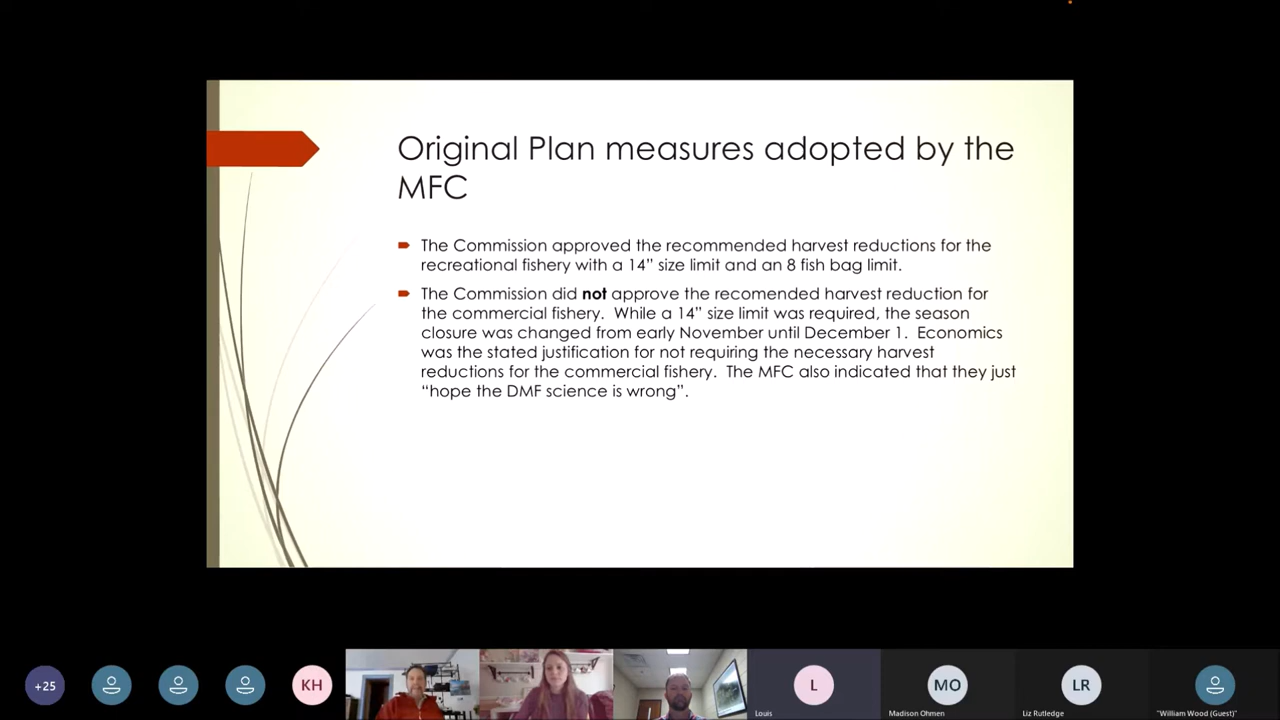 Original Plan measures adopted by the
MFC
The Commission approved the recommended harvest reductions for the
recreational fishery with a 14” size limit and an 8 fish bag limit.
The Commission did not approve the recomended harvest reduction for
the commercial fishery.  While a 14” size limit was required, the season
closure was changed from early November until December 1.  Economics
was the stated justification for not requiring the necessary harvest
reductions for the commercial fishery.  The MFC also indicated that they just
“hope the DMF science is wrong”.
+25
KH
L
MO
LR
Louis
Madison Ohmen
Liz Rutledge
"William Wood (Guest)"